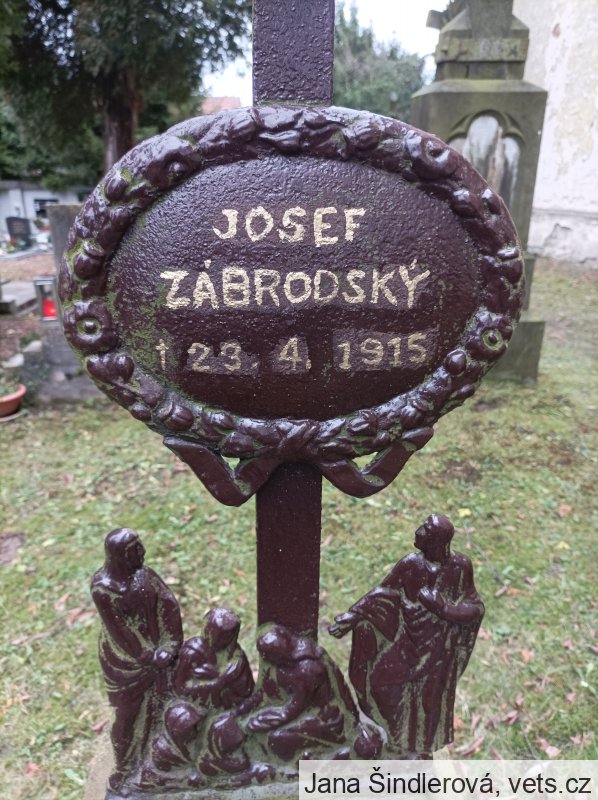 JOSEF
ZÁBRODSKÝ
† 23. 4. 1915
Jana Šindlerová, vets.cz